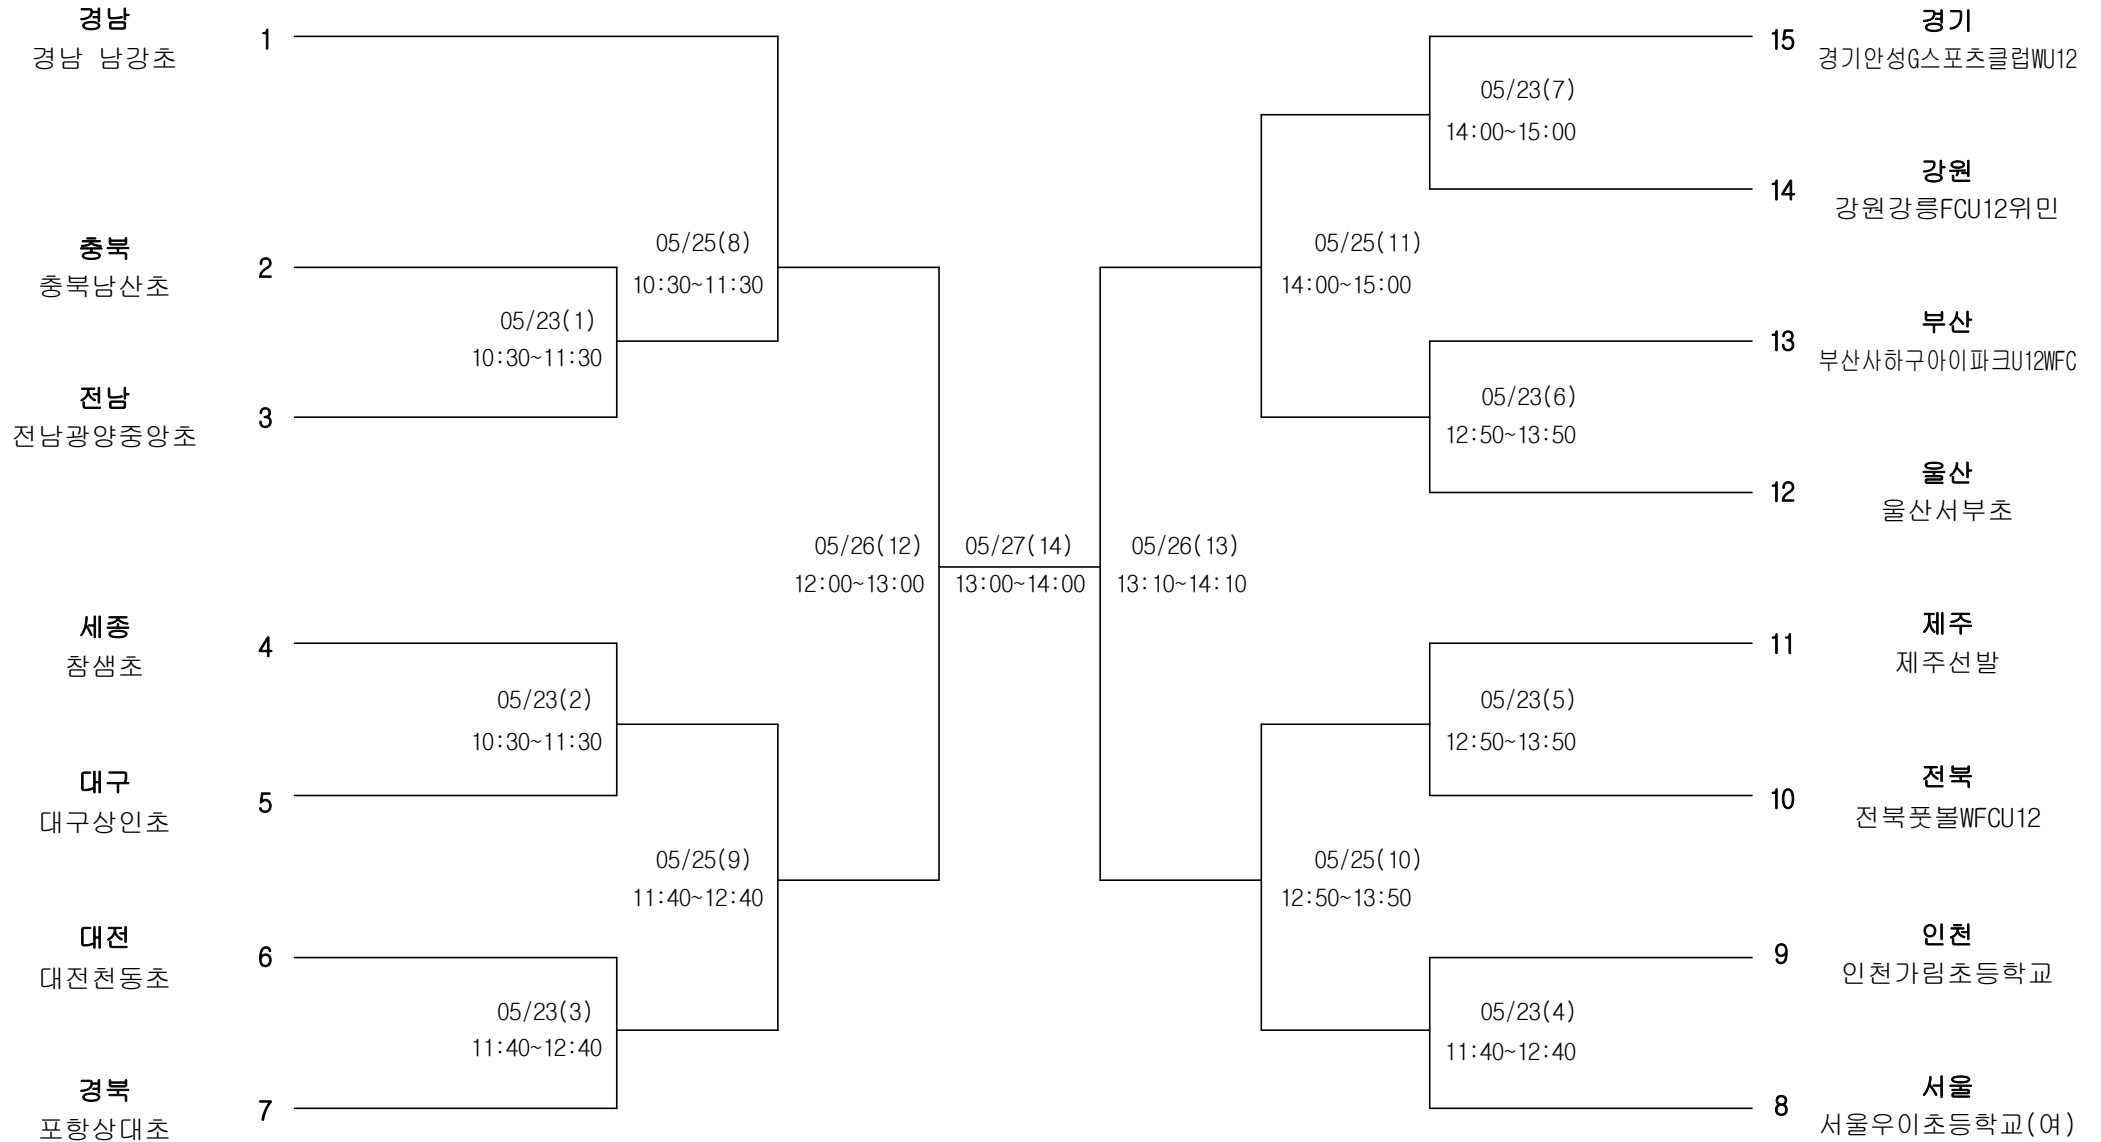 경남
경남 남강초
1
05/25(8)
10:30~11:30
충북
충북남산초
2
05/23(1)
10:30~11:30
전남
전남광양중앙초
3
05/26(12)
12:00~13:00
05/27(14)
13:00~14:00
05/26(13)
13:10~14:10
세종
참샘초
4
05/23(2)
10:30~11:30
대구
대구상인초
5
05/25(9)
11:40~12:40
대전
대전천동초
6
05/23(3)
11:40~12:40
경북
포항상대초
7
15
경기
경기안성G스포츠클럽WU12
05/23(7)
14:00~15:00
14
강원
강원강릉FCU12위민
05/25(11)
14:00~15:00
13
부산
부산사하구아이파크U12WFC
05/23(6)
12:50~13:50
12
울산
울산서부초
11
제주
제주선발
05/23(5)
12:50~13:50
10
전북
전북풋볼WFCU12
05/25(10)
12:50~13:50
9
인천
인천가림초등학교
05/23(4)
11:40~12:40
8
서울
서울우이초등학교(여)